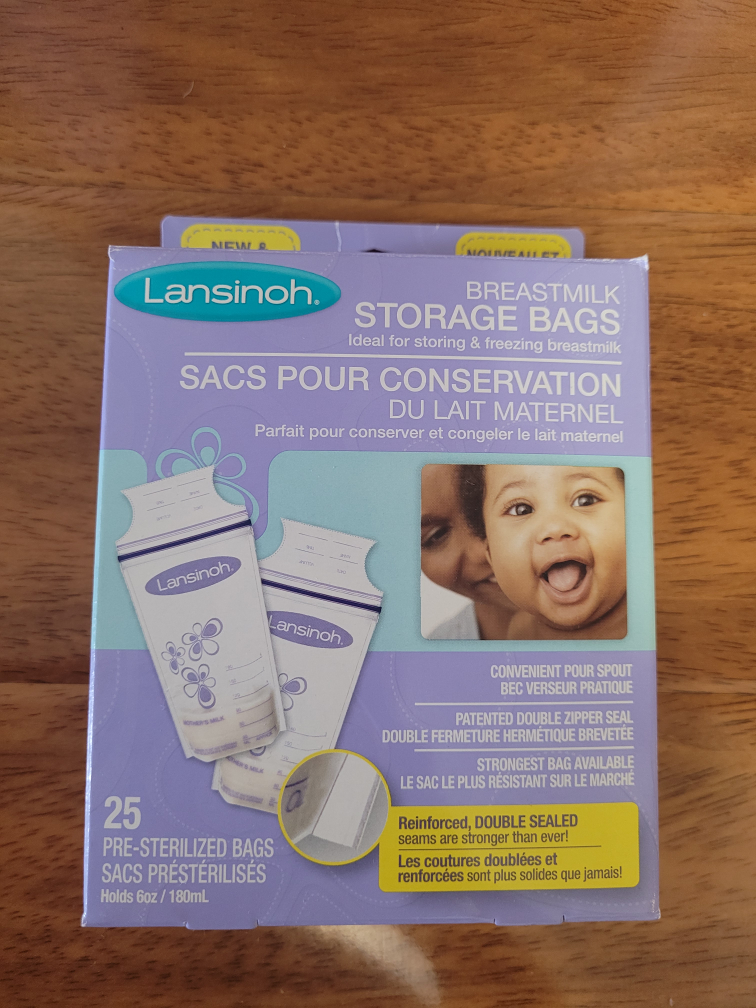 NEW &
NOUVEAU ET
Lansinoh®
BREASTMILK
STORAGE BAGS
Ideal for storing & freezing breastmilk
SACS POUR CONSERVATION
DU LAIT MATERNEL
Parfait pour conserver et congeler le lait maternel
Lansinoh®
Lansinoh®
MOTHER'S MILK
CONVENIENT POUR SPOUT
BEC VERSEUR PRATIQUE
PATENTED DOUBLE ZIPPER SEAL
DOUBLE FERMETURE HERMÉTIQUE BREVETÉE
STRONGEST BAG AVAILABLE
LE SAC LE PLUS RÉSISTANT SUR LE MARCHÉ
25
PRE-STERILIZED BAGS
SACS PRÉSTÉRILISÉS
Holds 6oz / 180mL
Reinforced, DOUBLE SEALED
seams are stronger than ever!
Les coutures doublées et
renforcées sont plus solides que jamais!